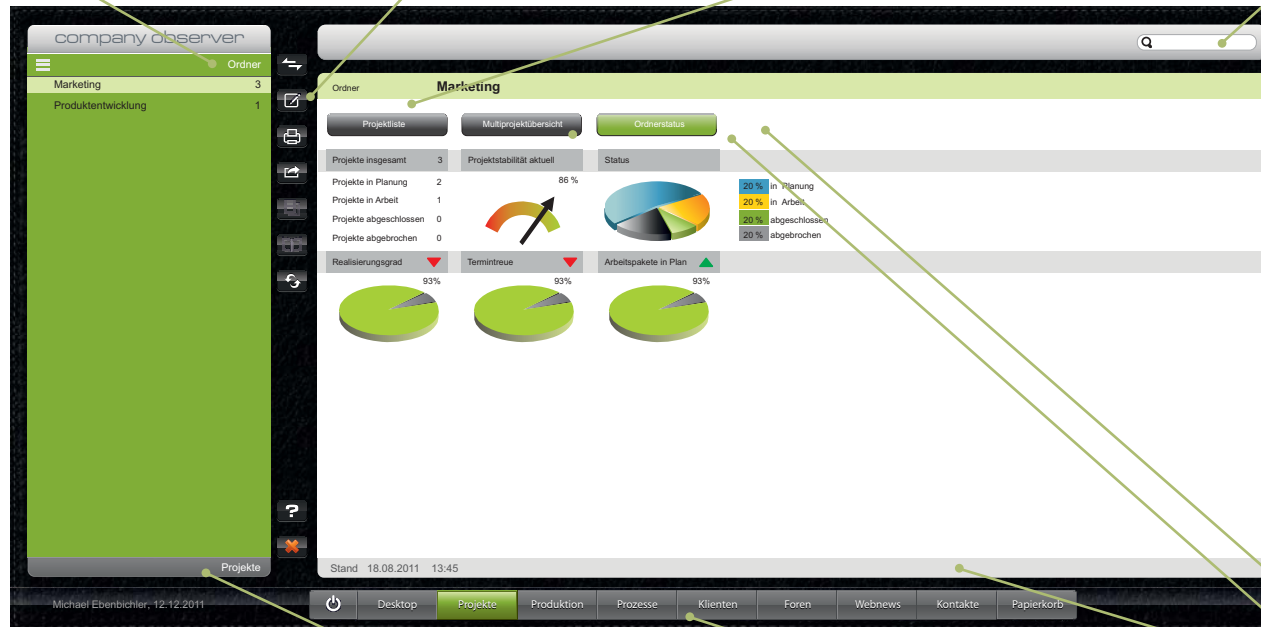 company observer
Ordner
Marketing 3
Produktentwicklung 1
Projekte
Ordner Marketing
Projektliste Multiprojektübersicht Ordnerstatus
Projekte insgesamt 3 Projektstabilität aktuell Status
Projekte in Planung 2
Projekte in Arbeit 1
Projekte abgeschlossen 0
Projekte abgebrochen 0
86 %
20 % in Planung
20 % in Arbeit
20 % abgeschlossen
20 % abgebrochen
Realisierungsgrad Termintreue Arbeitspakete in Plan
93% 93% 93%
?
Stand 18.08.2011 13:45
Michael Ebenbichler, 12.12.2011
Desktop Projekte Produktion Prozesse Klienten Foren Webnews Kontakte Papierkorb